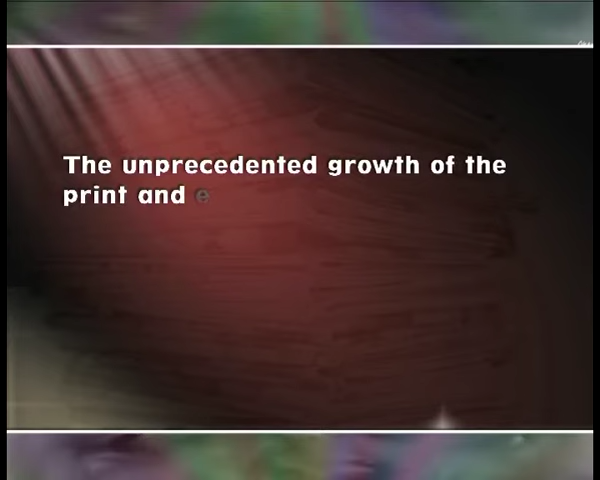 The unprecedented growth of the
print and e